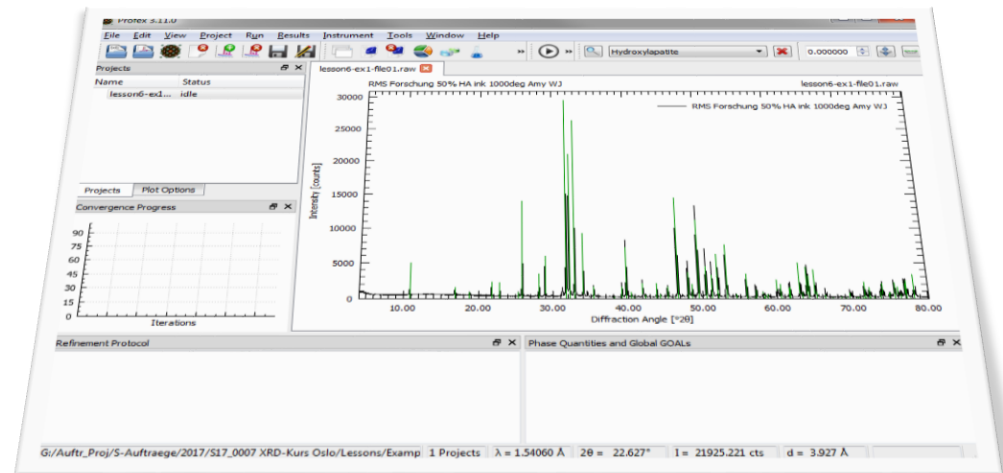 Profex 3.11.0
File Edit View Project Run Results Instrument Tools Window Help
Hydroxylapatite 0.000000
Projects
Name Status
lesson6-ex1... idle
Projects Plot Options
Convergence Progress
90
75
60
45
30
15
0
Iterations
lesson6-ex1-file01.raw
RMS Forschung 50% HA ink 1000deg Amy WJ lesson6-ex1-file01.raw
RMS Forschung 50% HA ink 1000deg Amy WJ
Intensity [counts]
30000
25000
20000
15000
10000
5000
0
10.00 20.00 30.00 40.00 50.00 60.00 70.00 80.00
Diffraction Angle [°2θ]
Refinement Protocol
Phase Quantities and Global GOALs
G:/Auftr_Proj/S-Auftraege/2017/S17_0007 XRD-Kurs Oslo/Lessons/Examp 1 Projects λ = 1.54060 Å 2θ = 22.627° I = 21925.221 cts d = 3.927 Å